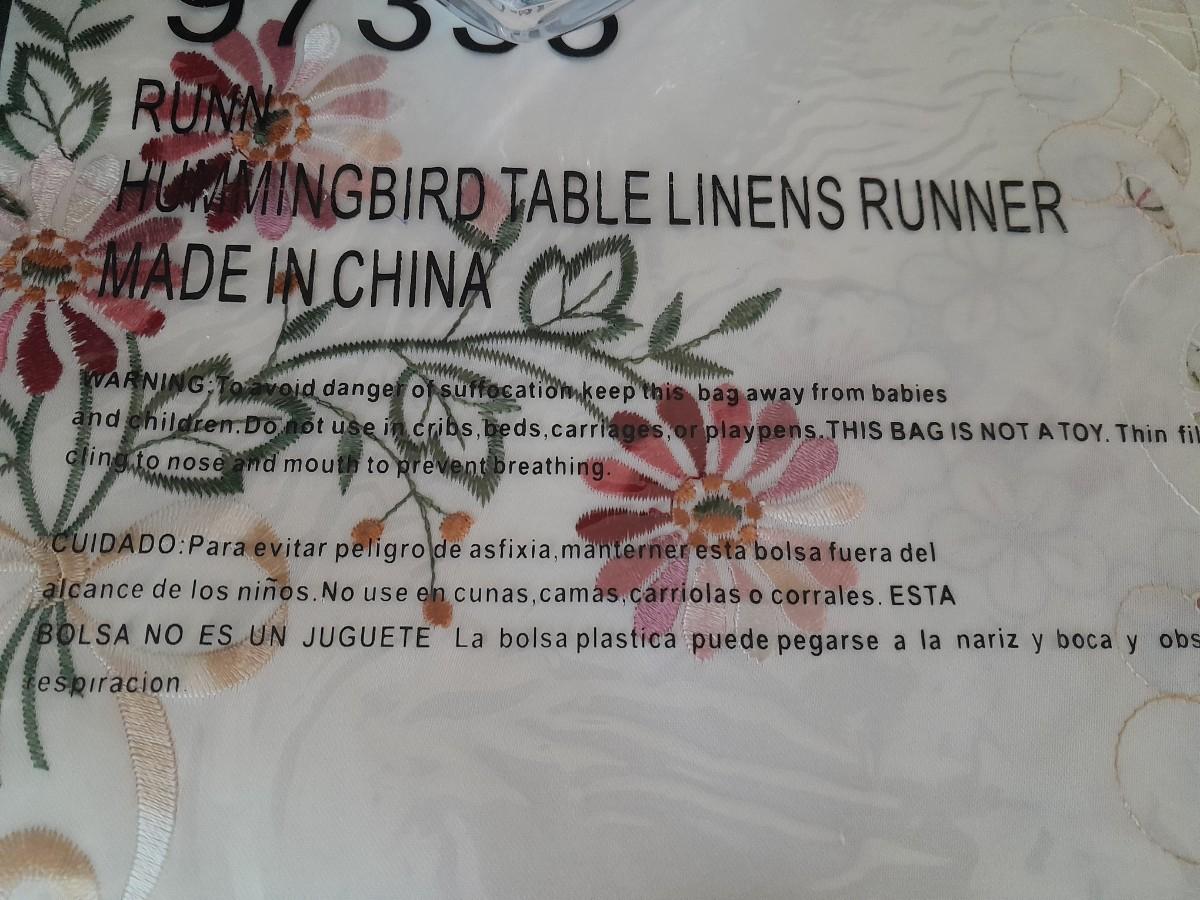 RUNN
HUMMINGBIRD TABLE LINENS RUNNER
MADE IN CHINA
WARNING:To avoid danger of suffocation,keep this bag away from babies
and children.Do not use in cribs,beds,carriages,or playpens.THIS BAG IS NOT A TOY. Thin fil
cling to nose and mouth to prevent breathing.
CUIDADO:Para evitar peligro de asfixia,manterner esta bolsa fuera del
alcance de los niños.No use en cunas,camas,carriolas o corrales. ESTA
BOLSA NO ES UN JUGUETE La bolsa plastica puede pegarse a la nariz y boca y obs
respiracion.